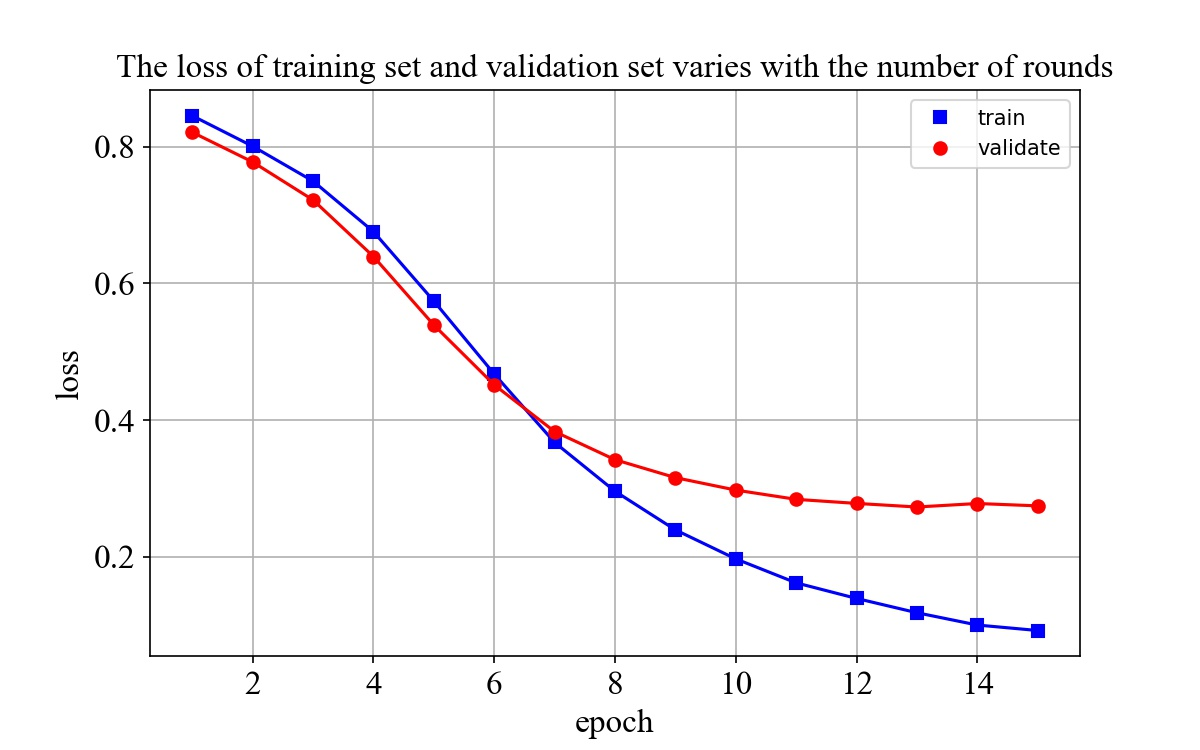 The loss of training set and validation set varies with the number of rounds
train
validate
0.8
0.6
0.4
0.2
loss
2 4 6 8 10 12 14
epoch